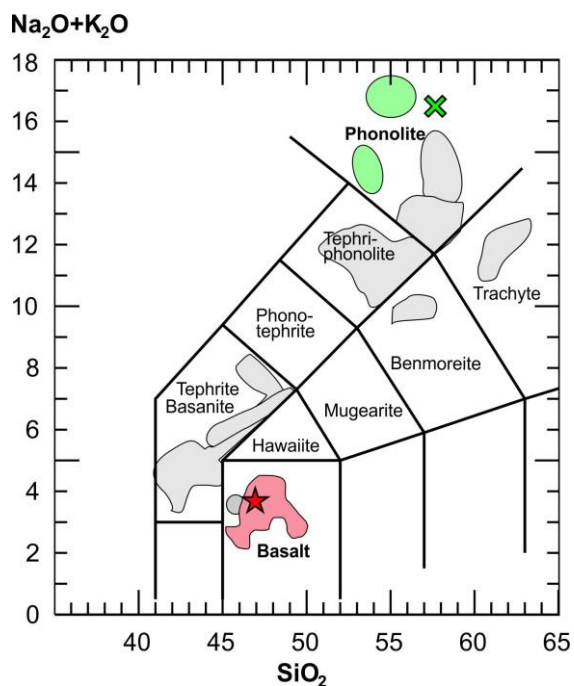 Na₂O+K₂O
18
16
14
12
10
8
6
4
2
0
Phonolite
Tephri-
phonolite
Trachyte
Phono-
tephrite
Benmoreite
Tephrite
Basanite
Mugearite
Hawaiite
Basalt
40 45 50 55 60 65
SiO₂